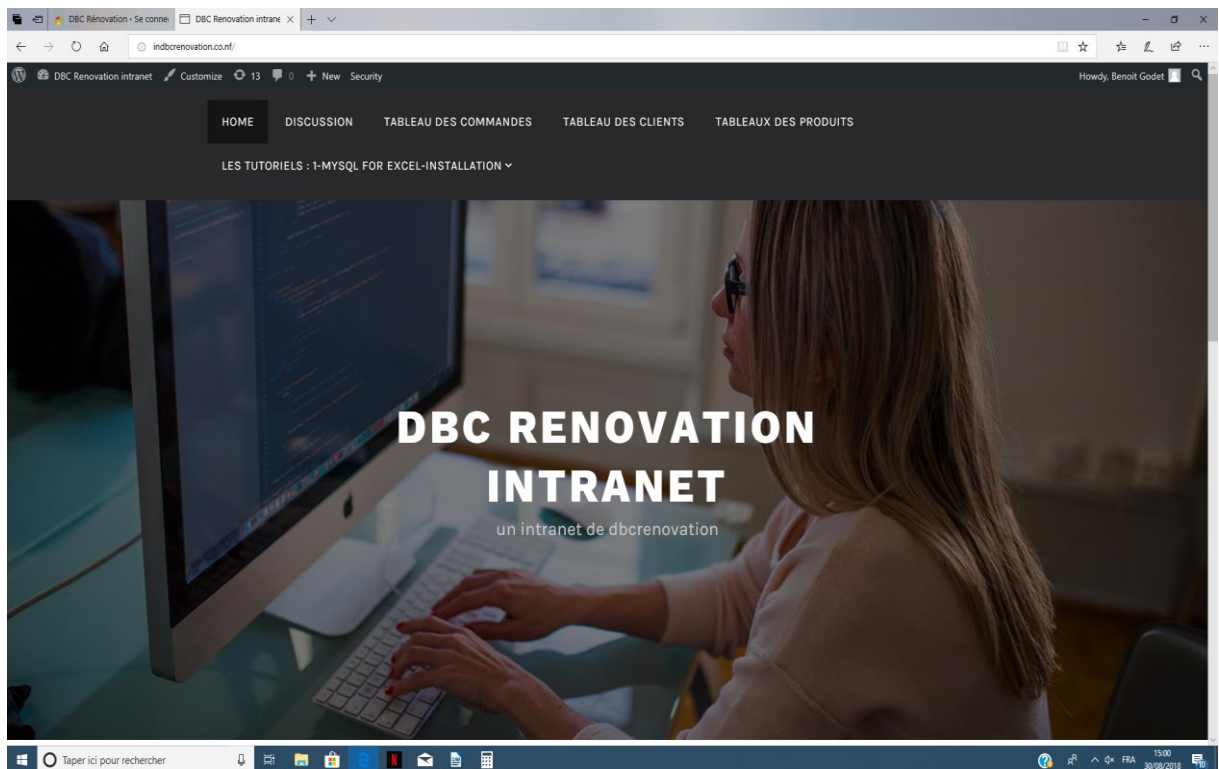 DBC Rénovation ‹ Se connec
DBC Renovation intrane
indbcrenovation.co.nf/
DBC Renovation intranet
Customize
13
0
New
Security
Howdy, Benoit Godet
HOME
DISCUSSION
TABLEAU DES COMMANDES
TABLEAU DES CLIENTS
TABLEAUX DES PRODUITS
LES TUTORIELS : 1-MYSQL FOR EXCEL-INSTALLATION
DBC RENOVATION
INTRANET
un intranet de dbcrenovation
Taper ici pour rechercher
FRA
15:00
30/08/2018